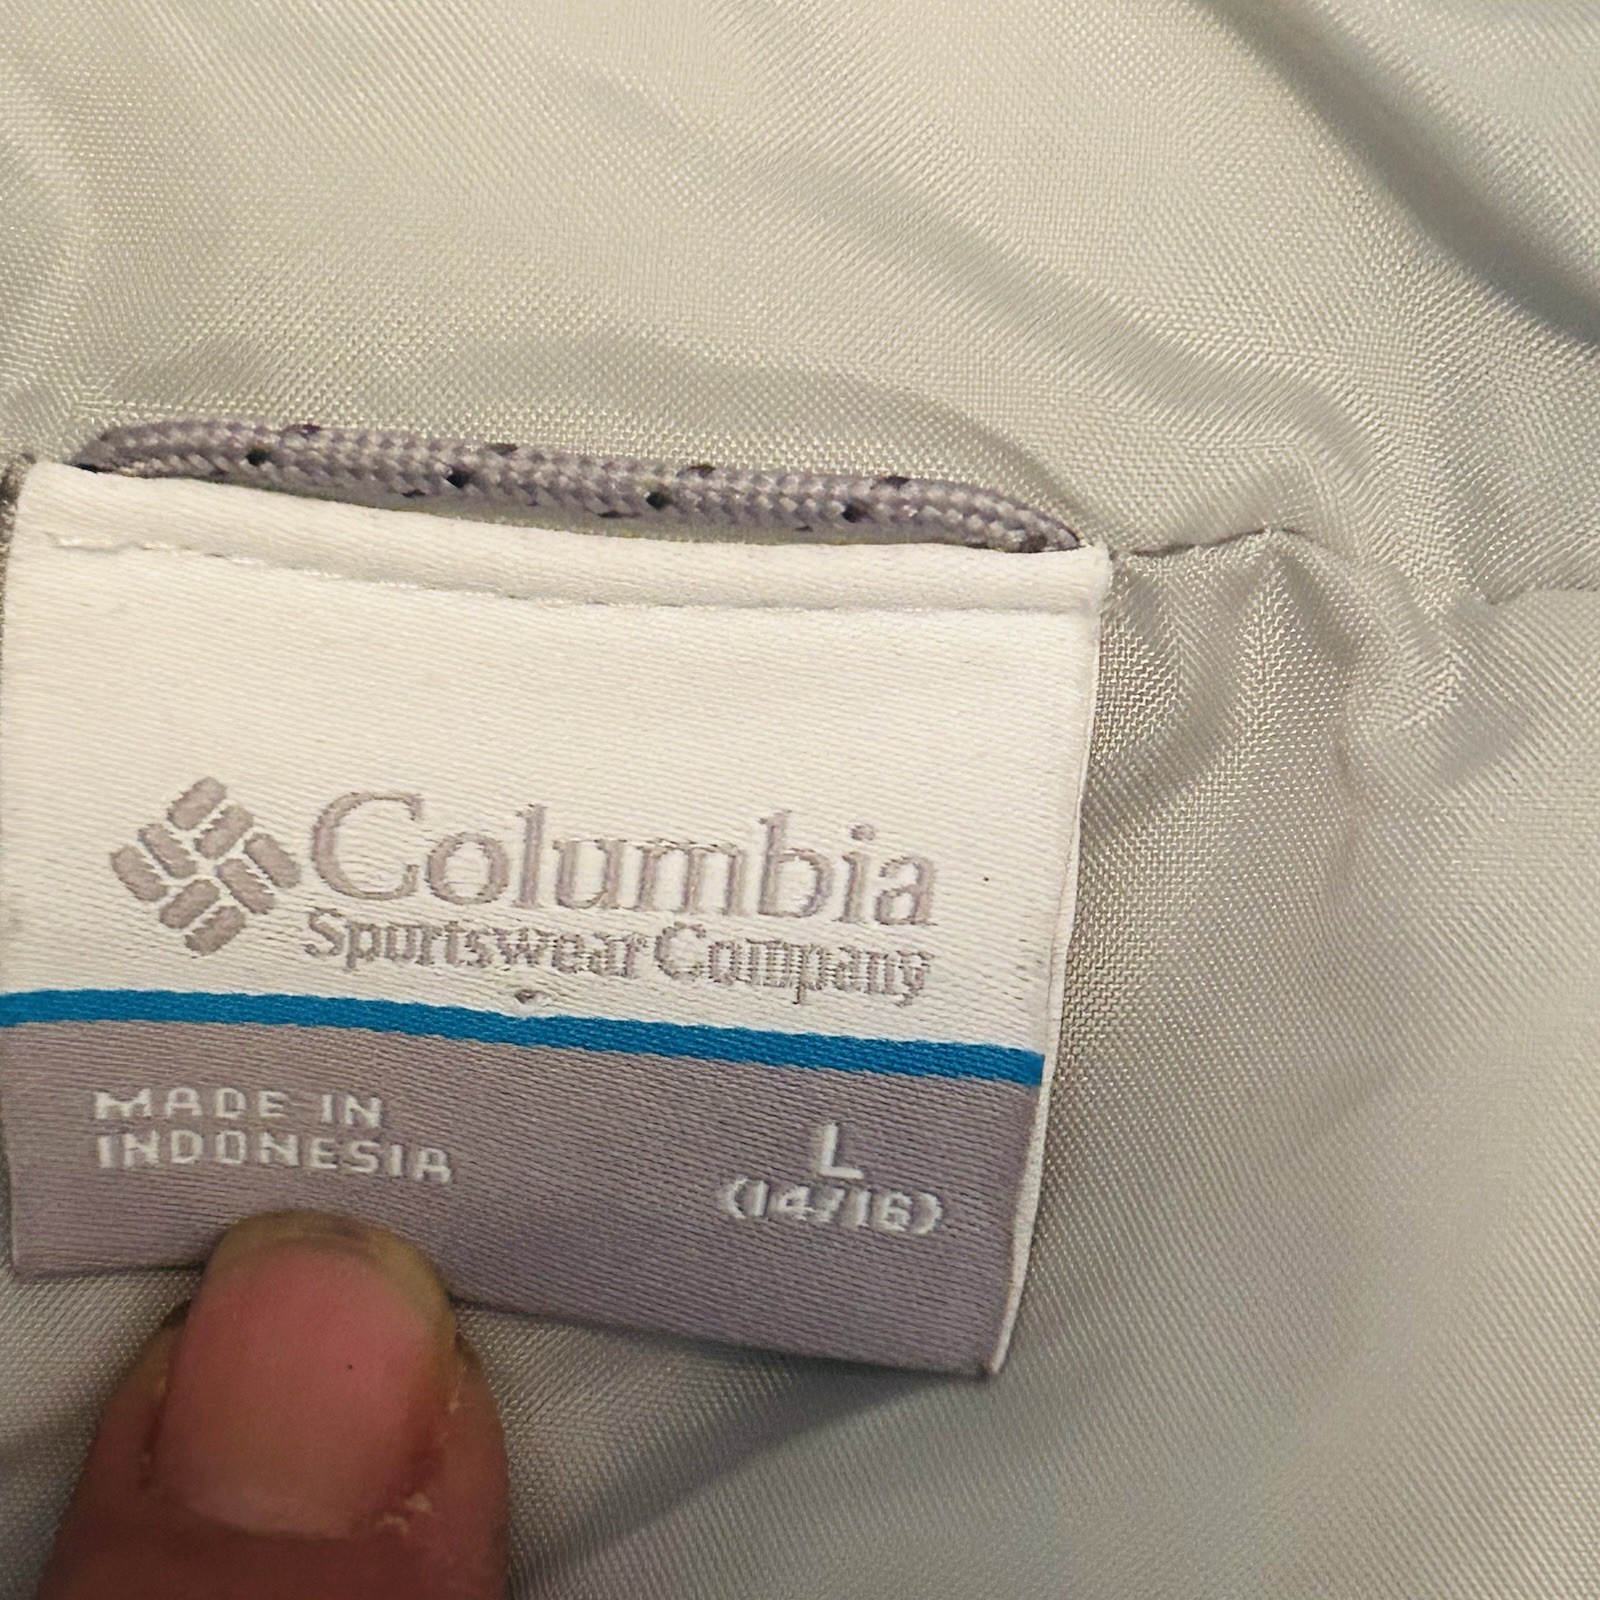 Columbia
Sportswear Company
MADE IN
INDONESIA
L
(14/16)